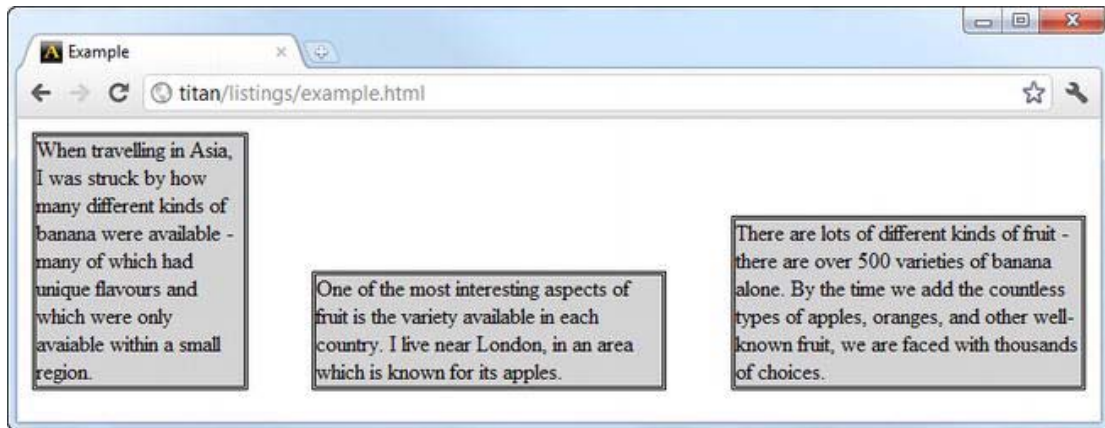 Example
titan/listings/example.html
When travelling in Asia,
I was struck by how
many different kinds of
banana were available -
many of which had
unique flavours and
which were only
avaiable within a small
region.
One of the most interesting aspects of
fruit is the variety available in each
country. I live near London, in an area
which is known for its apples.
There are lots of different kinds of fruit -
there are over 500 varieties of banana
alone. By the time we add the countless
types of apples, oranges, and other well-
known fruit, we are faced with thousands
of choices.